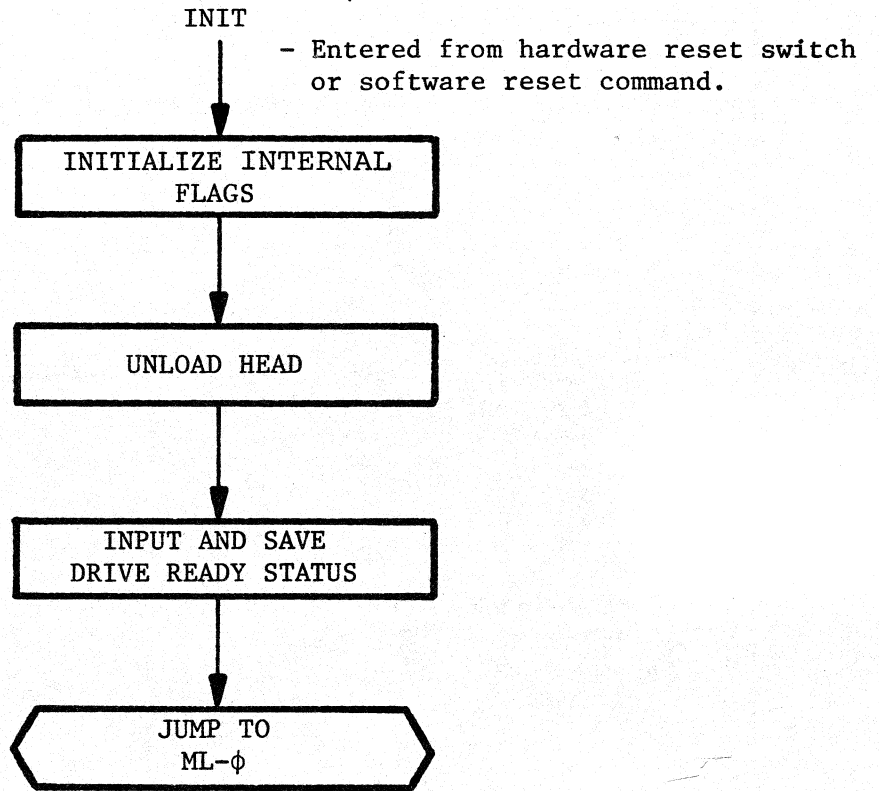 INIT
- Entered from hardware reset switch
or software reset command.
INITIALIZE INTERNAL
FLAGS
UNLOAD HEAD
INPUT AND SAVE
DRIVE READY STATUS
JUMP TO
ML-ϕ